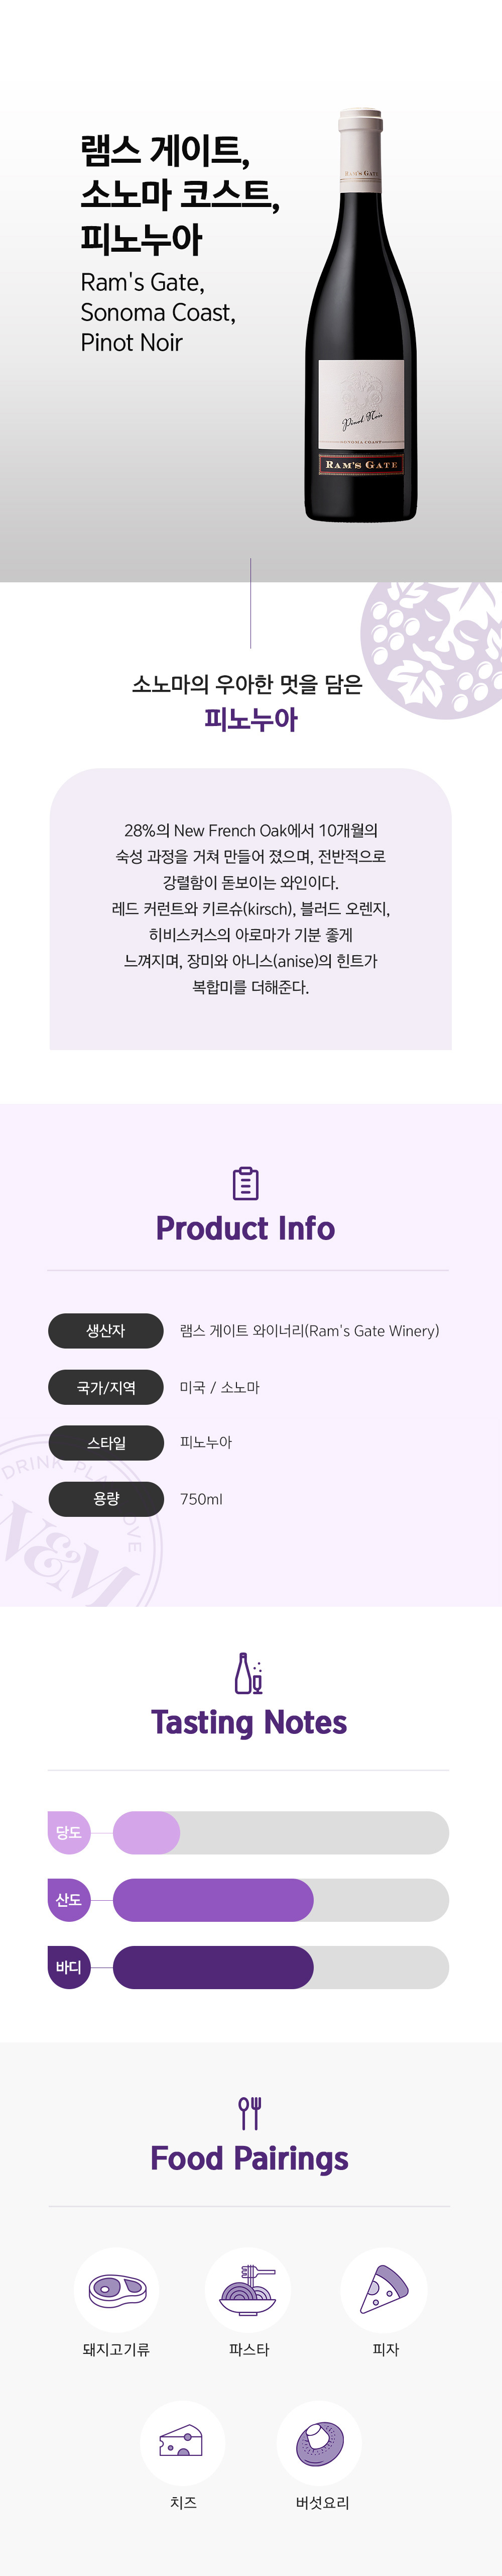 램스 게이트,
소노마 코스트,
피노누아
Ram's Gate,
Sonoma Coast,
Pinot Noir
RAM'S GATE
Pinot Noir
SONOMA COAST
RAM'S GATE
소노마의 우아한 멋을 담은
피노누아
28%의 New French Oak에서 10개월의
숙성 과정을 거쳐 만들어 졌으며, 전반적으로
강렬함이 돋보이는 와인이다.
레드 커런트와 키르슈(kirsch), 블러드 오렌지,
히비스커스의 아로마가 기분 좋게
느껴지며, 장미와 아니스(anise)의 힌트가
복합미를 더해준다.
Product Info
생산자 램스 게이트 와이너리(Ram's Gate Winery)
국가/지역 미국 / 소노마
스타일 피노누아
용량 750ml
DRINK
W&M
Tasting Notes
당도
산도
바디
Food Pairings
돼지고기류 파스타 피자
치즈 버섯요리